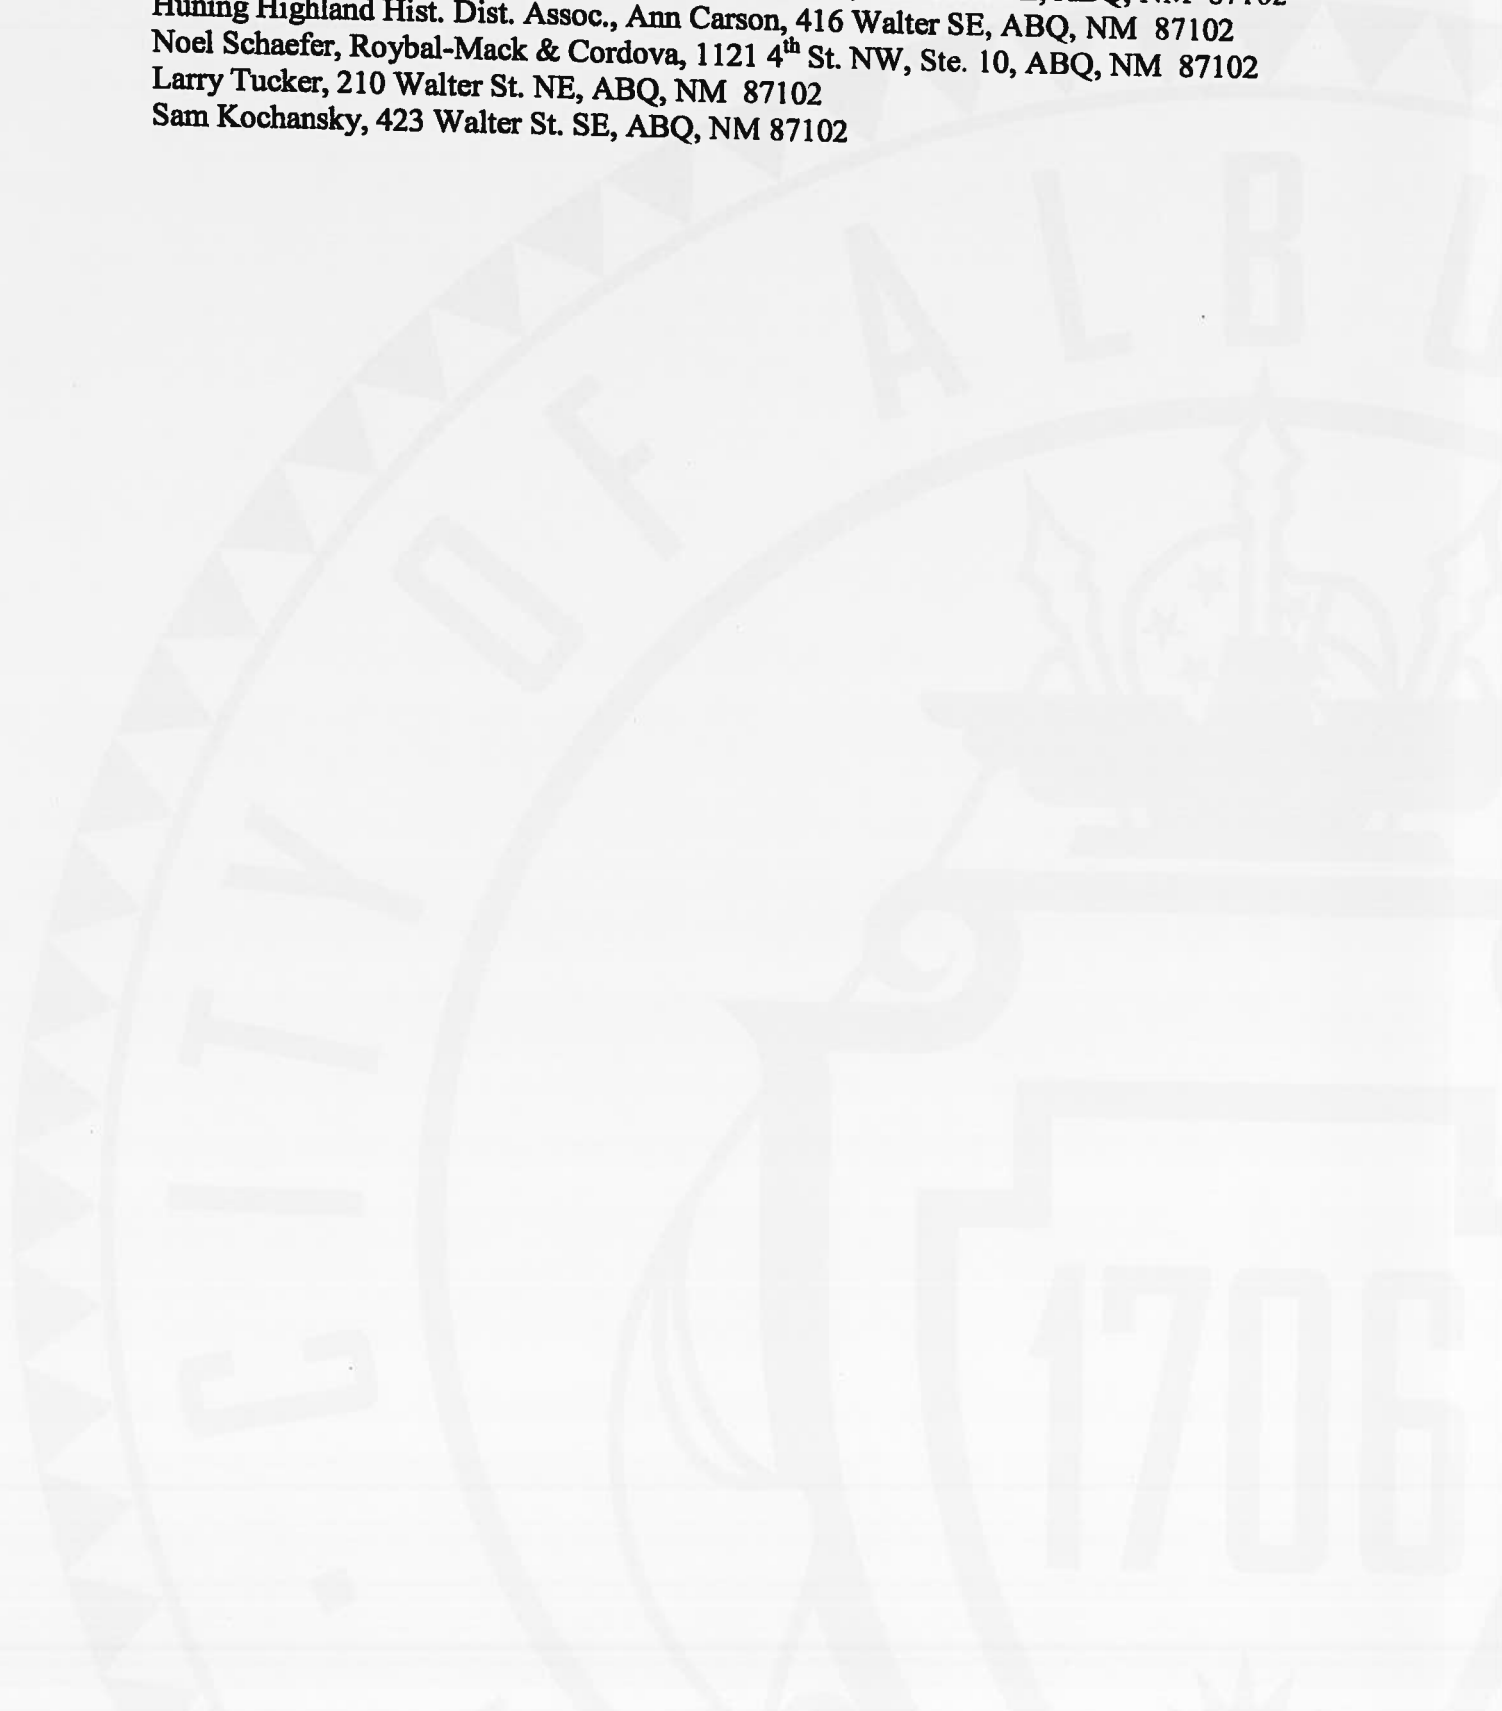 Huning Highland Hist. Dist. Assoc., Ann Carson, 416 Walter SE, ABQ, NM 87102
Noel Schaefer, Roybal-Mack & Cordova, 1121 4th St. NW, Ste. 10, ABQ, NM 87102
Larry Tucker, 210 Walter St. NE, ABQ, NM 87102
Sam Kochansky, 423 Walter St. SE, ABQ, NM 87102
CITY OF ALB
1706